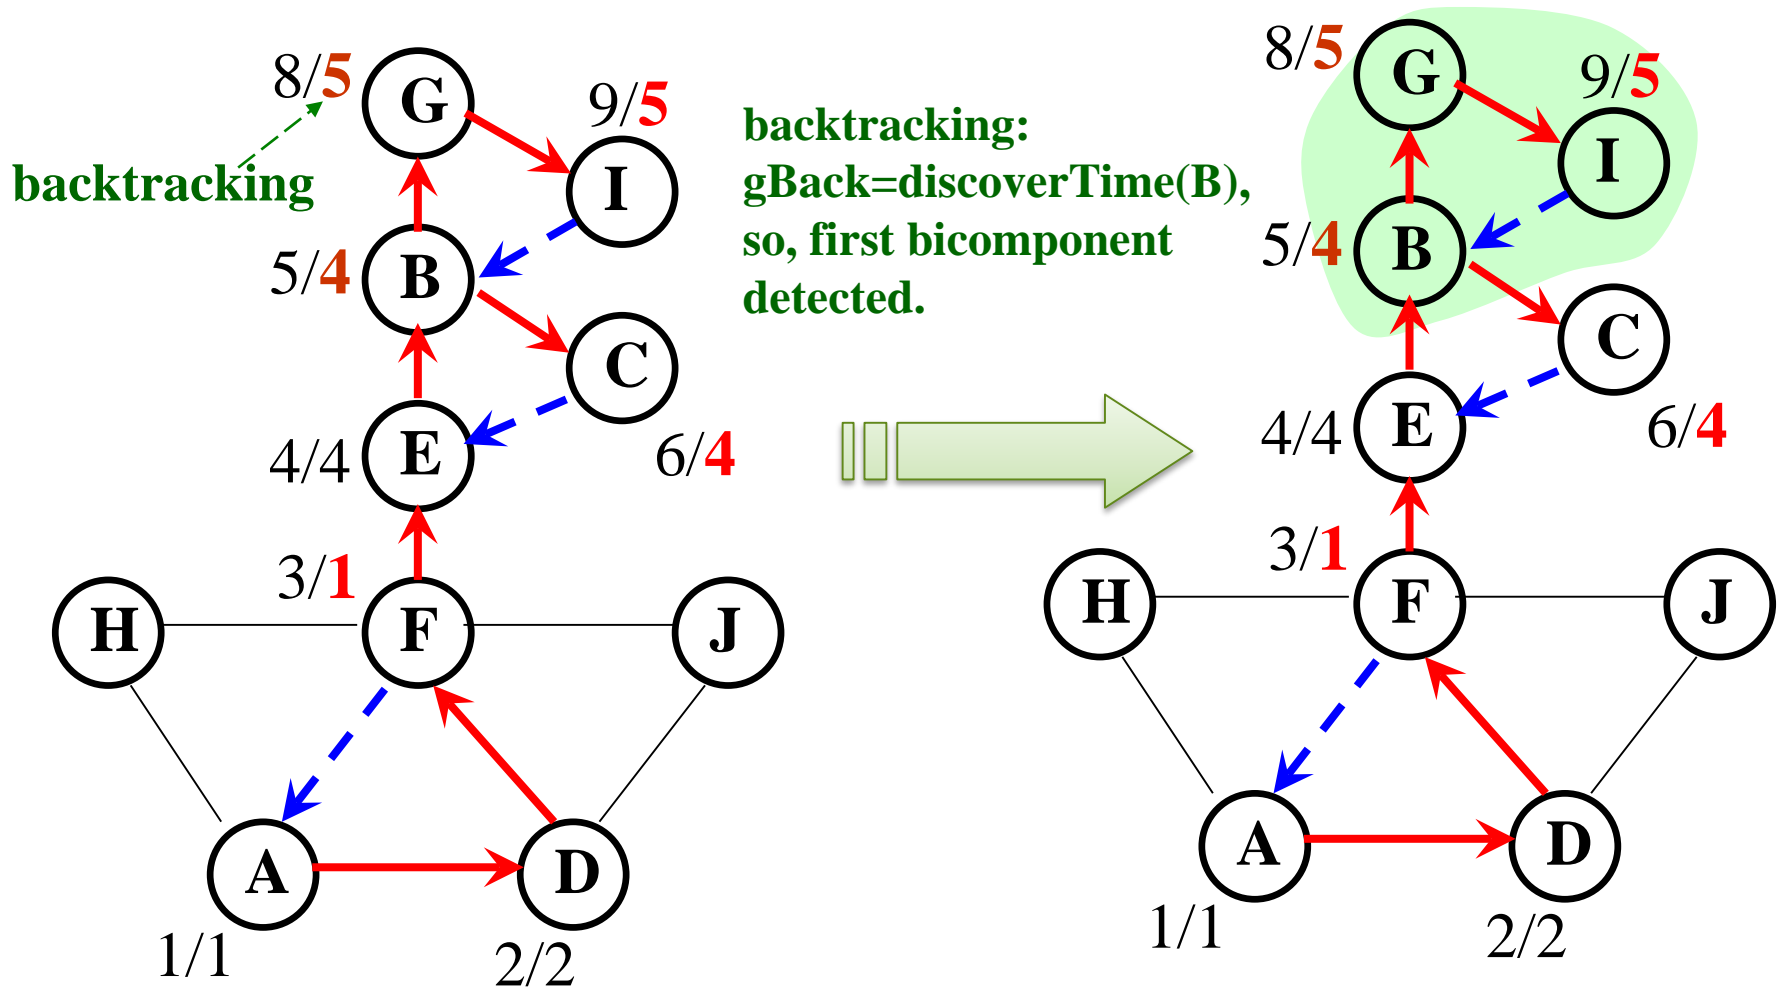 8/5
G
9/5
backtracking
I
5/4
B
C
4/4
E
6/4
3/1
H
F
J
A
D
1/1
2/2
backtracking:
gBack=discoverTime(B),
so, first bicomponent
detected.
8/5
G
9/5
I
5/4
B
C
4/4
E
6/4
3/1
H
F
J
A
D
1/1
2/2